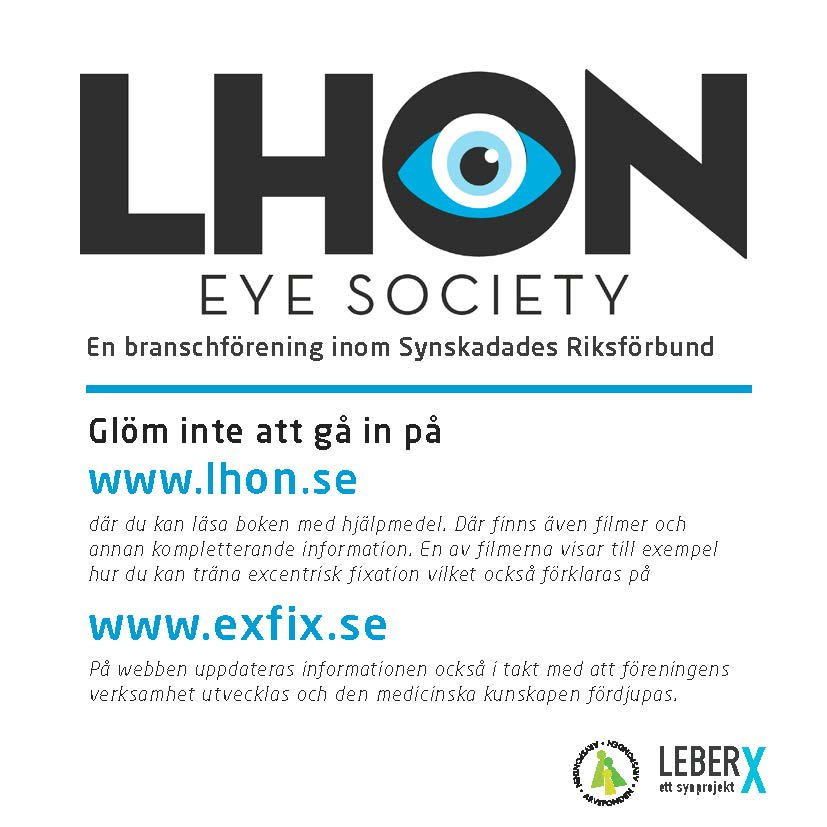 LHON
EYE SOCIETY
En branschförening inom Synskadades Riksförbund
Glöm inte att gå in på
www.lhon.se
där du kan läsa boken med hjälpmedel. Där finns även filmer och
annan kompletterande information. En av filmerna visar till exempel
hur du kan träna excentrisk fixation vilket också förklaras på
www.exfix.se
På webben uppdateras informationen också i takt med att föreningens
verksamhet utvecklas och den medicinska kunskapen fördjupas.
ARVSFONDEN • ARVSFONDEN • ARVSFONDEN •
LEBER X
ett synprojekt